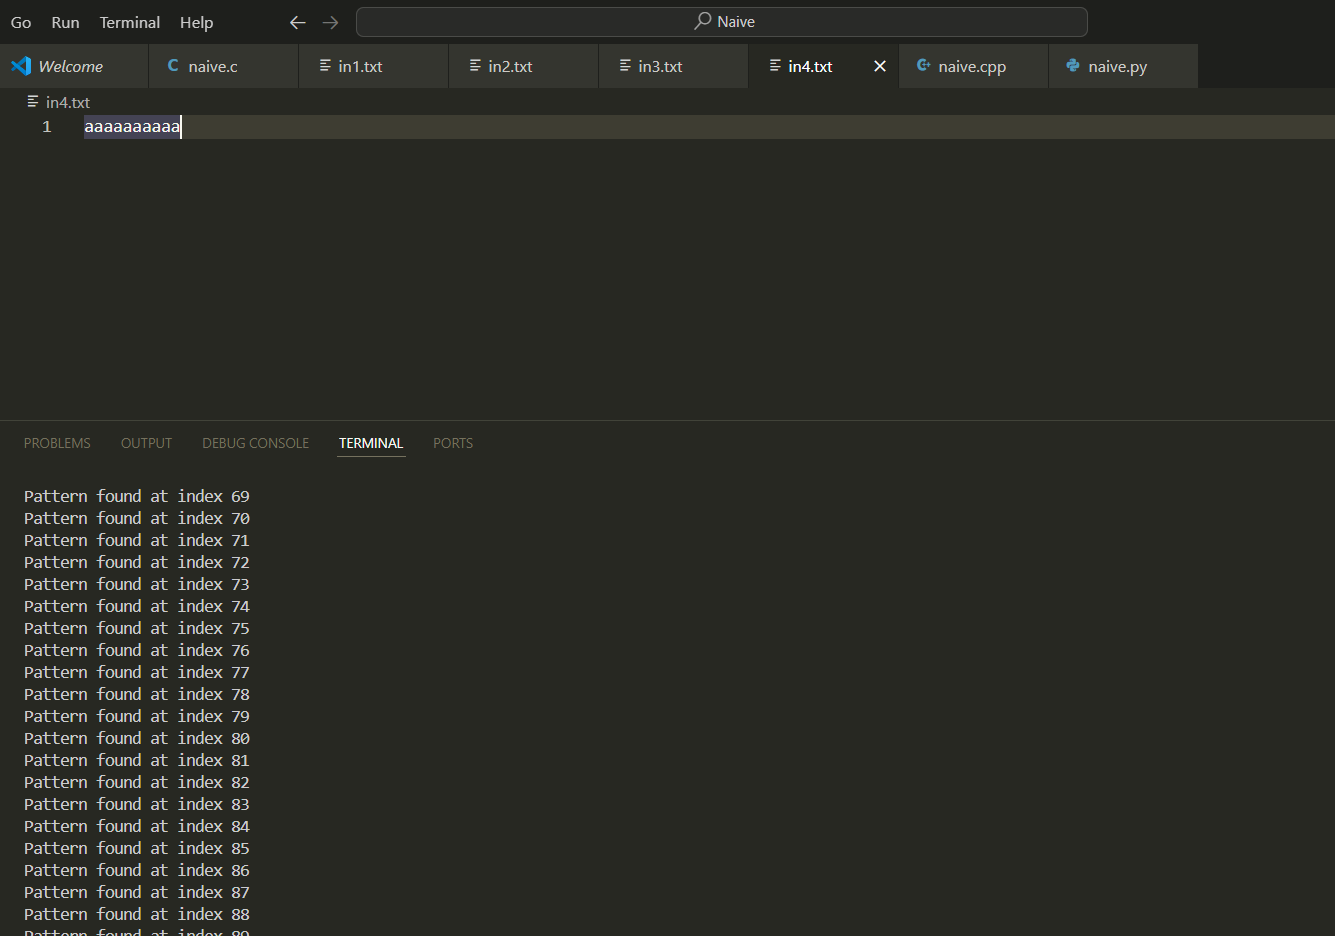 Go Run Terminal Help Naive
Welcome naive.c in1.txt in2.txt in3.txt in4.txt naive.cpp naive.py
in4.txt
1 aaaaaaaaaa
PROBLEMS OUTPUT DEBUG CONSOLE TERMINAL PORTS
Pattern found at index 69
Pattern found at index 70
Pattern found at index 71
Pattern found at index 72
Pattern found at index 73
Pattern found at index 74
Pattern found at index 75
Pattern found at index 76
Pattern found at index 77
Pattern found at index 78
Pattern found at index 79
Pattern found at index 80
Pattern found at index 81
Pattern found at index 82
Pattern found at index 83
Pattern found at index 84
Pattern found at index 85
Pattern found at index 86
Pattern found at index 87
Pattern found at index 88
Pattern found at index 89